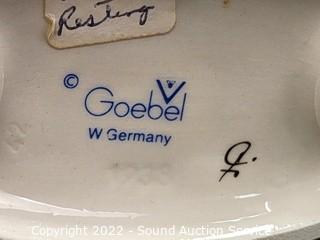 Resting
© Goebel
W Germany
Copyright 2022 - Sound Auction Service